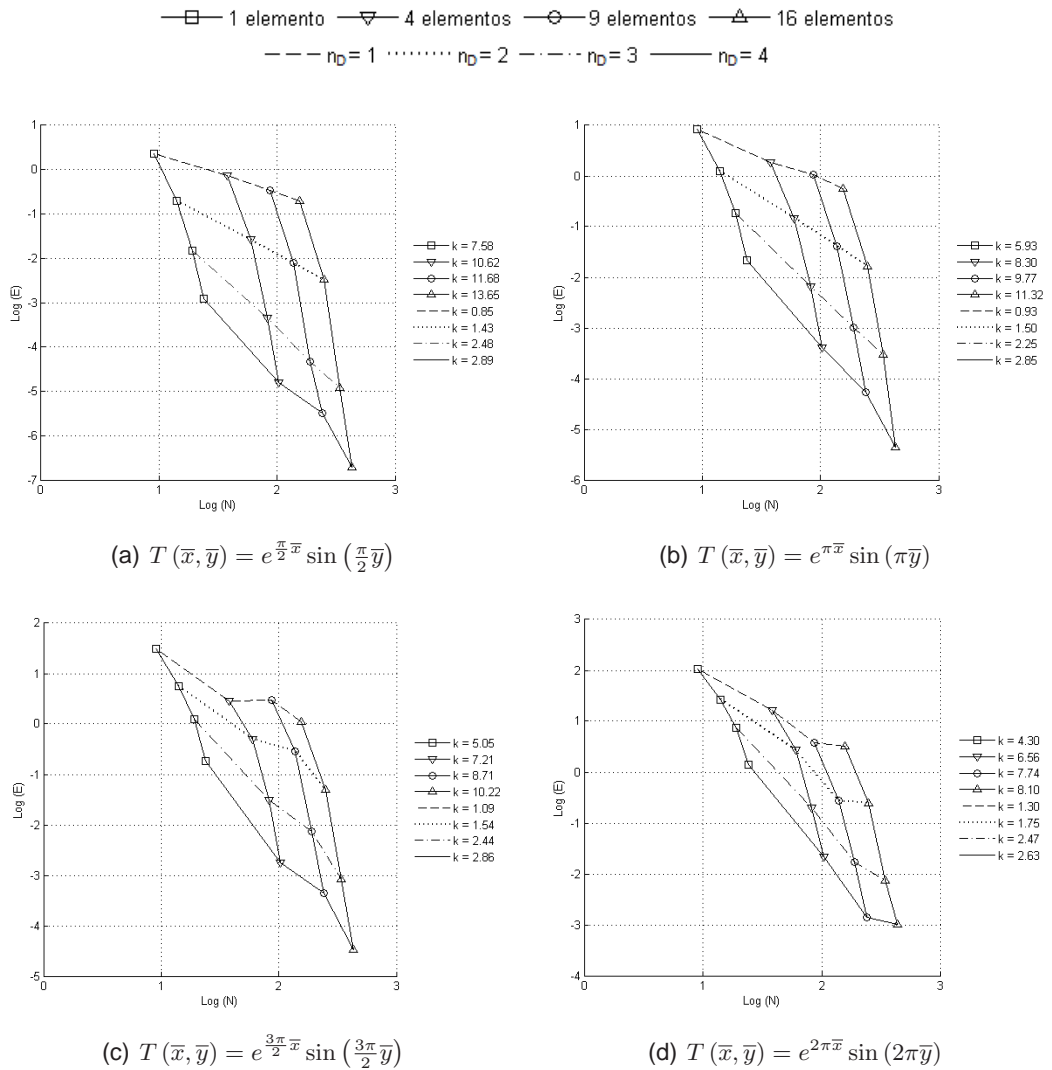 1 elemento 4 elementos 9 elementos 16 elementos
n_D= 1 n_D= 2 n_D= 3 n_D= 4
1
0
-1
-2
-3
-4
-5
-6
-7
Log (E)
0 1 2 3
Log (N)
k = 7.58
k = 10.62
k = 11.68
k = 13.65
k = 0.85
k = 1.43
k = 2.48
k = 2.89
(a) T (x̅, y̅) = e^{π/2 x̅} sin (π/2 y̅)
1
0
-1
-2
-3
-4
-5
-6
Log (E)
0 1 2 3
Log (N)
k = 5.93
k = 8.30
k = 9.77
k = 11.32
k = 0.93
k = 1.50
k = 2.25
k = 2.85
(b) T (x̅, y̅) = e^{πx̅} sin (πy̅)
2
1
0
-1
-2
-3
-4
-5
Log (E)
0 1 2 3
Log (N)
k = 5.05
k = 7.21
k = 8.71
k = 10.22
k = 1.09
k = 1.54
k = 2.44
k = 2.86
(c) T (x̅, y̅) = e^{3π/2 x̅} sin (3π/2 y̅)
3
2
1
0
-1
-2
-3
-4
Log (E)
0 1 2 3
Log (N)
k = 4.30
k = 6.56
k = 7.74
k = 8.10
k = 1.30
k = 1.75
k = 2.47
k = 2.63
(d) T (x̅, y̅) = e^{2πx̅} sin (2πy̅)